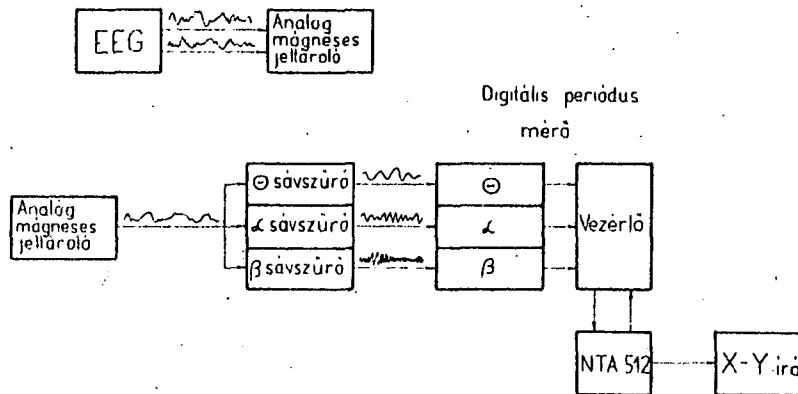 EEG
Analóg
mágneses
jeltároló
Digitális periódus
mérő
Analóg
mágneses
jeltároló
Θ sávszűrő
α sávszűrő
β sávszűrő
Θ
α
β
Vezérlő
NTA 512
X-Y író